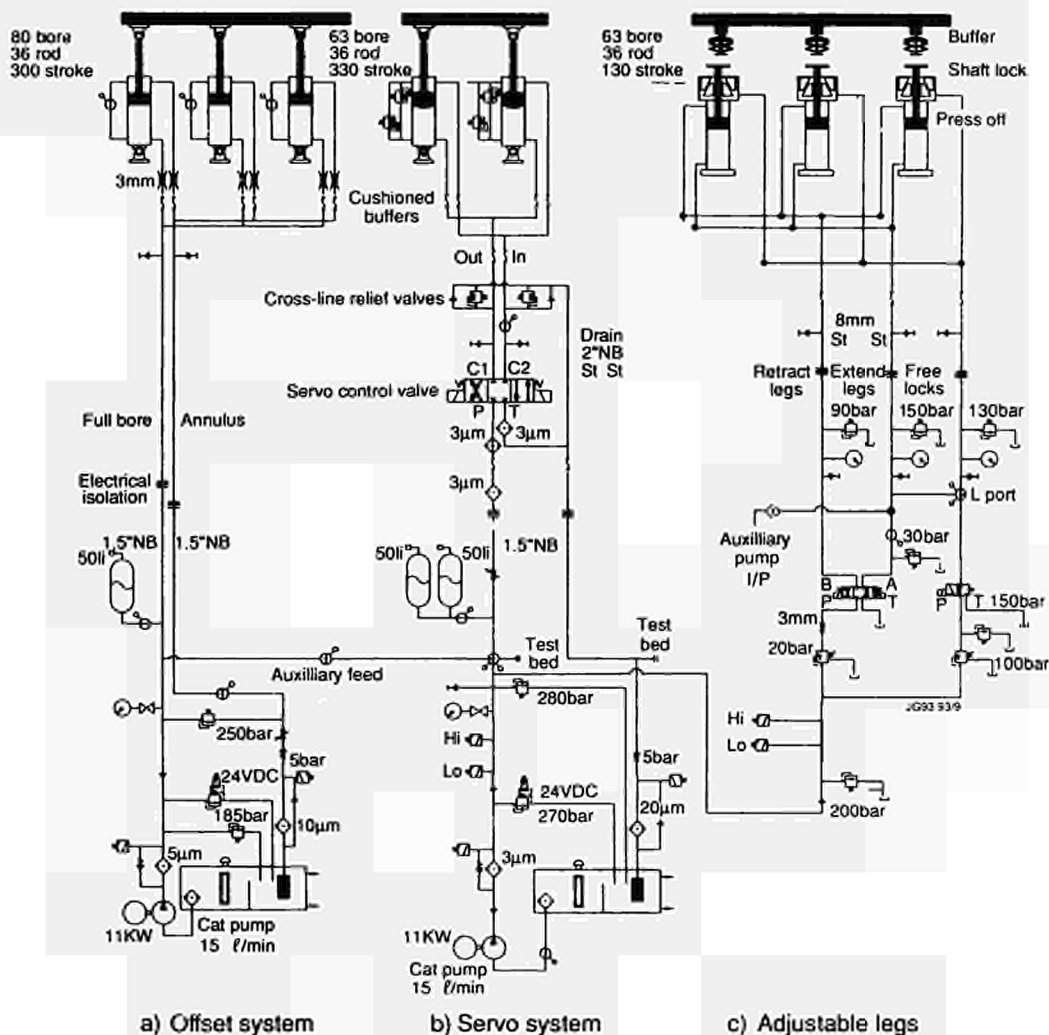 80 bore
36 rod
300 stroke
3mm
Full bore
Annulus
Electrical
isolation
1.5"NB
1.5"NB
50li
Auxilliary feed
250bar
5bar
24VDC
185bar
10µm
5µm
11KW
Cat pump
15 ℓ/min
a) Offset system
63 bore
36 rod
330 stroke
Cushioned
buffers
Out
In
Cross-line relief valves
Drain
2"NB
St St
C1
C2
Servo control valve
P
T
3µm
3µm
3µm
50li
50li
1.5"NB
Test
bed
Test
bed
280bar
Hi
Lo
5bar
24VDC
270bar
20µm
3µm
11KW
Cat pump
15 ℓ/min
b) Servo system
63 bore
36 rod
130 stroke
Buffer
Shaft lock
Press off
8mm
St St
Retract
legs
Extend
legs
Free
locks
90bar
150bar
130bar
L port
Auxilliary
pump
I/P
30bar
B
A
P
T
P
T
150bar
3mm
20bar
100bar
JG93 93/9
Hi
Lo
200bar
c) Adjustable legs